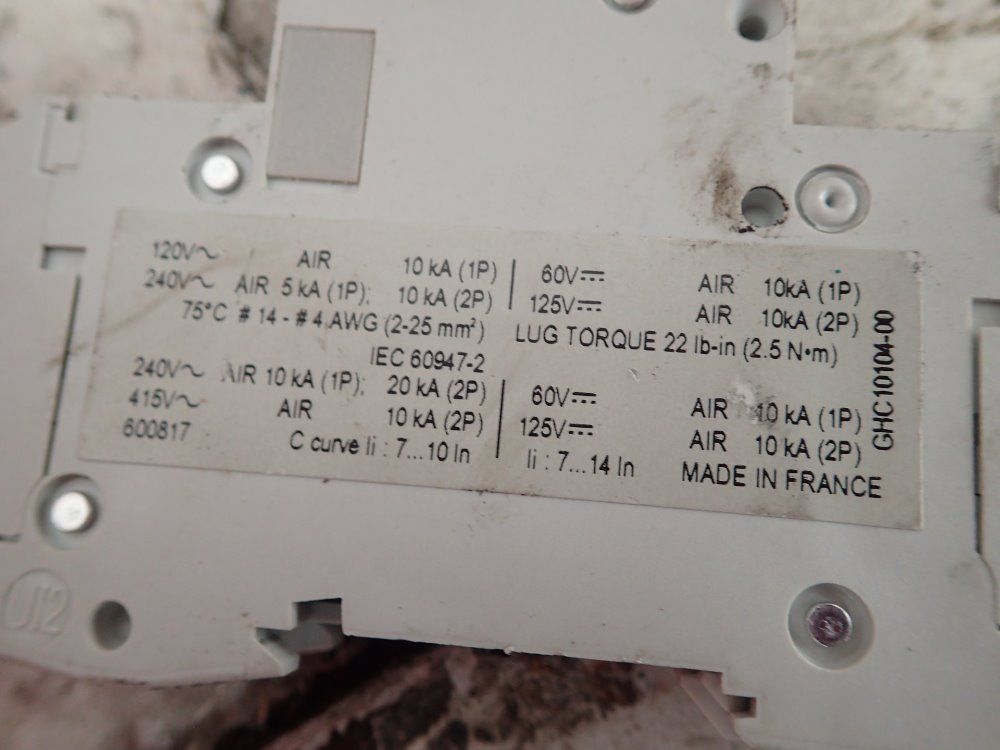 120V~ AIR 10 kA (1P) 60V⎓ AIR 10kA (1P)
240V~ AIR 5 kA (1P); 10 kA (2P) 125V⎓ AIR 10kA (2P)
75°C # 14 - # 4 AWG (2-25 mm²) LUG TORQUE 22 lb-in (2.5 N•m)
IEC 60947-2
240V~ AIR 10 kA (1P); 20 kA (2P) 60V⎓ AIR 10 kA (1P)
415V~ AIR 10 kA (2P) 125V⎓ AIR 10 kA (2P)
600817 C curve li : 7...10 In li : 7...14 In MADE IN FRANCE
GHC10104-00